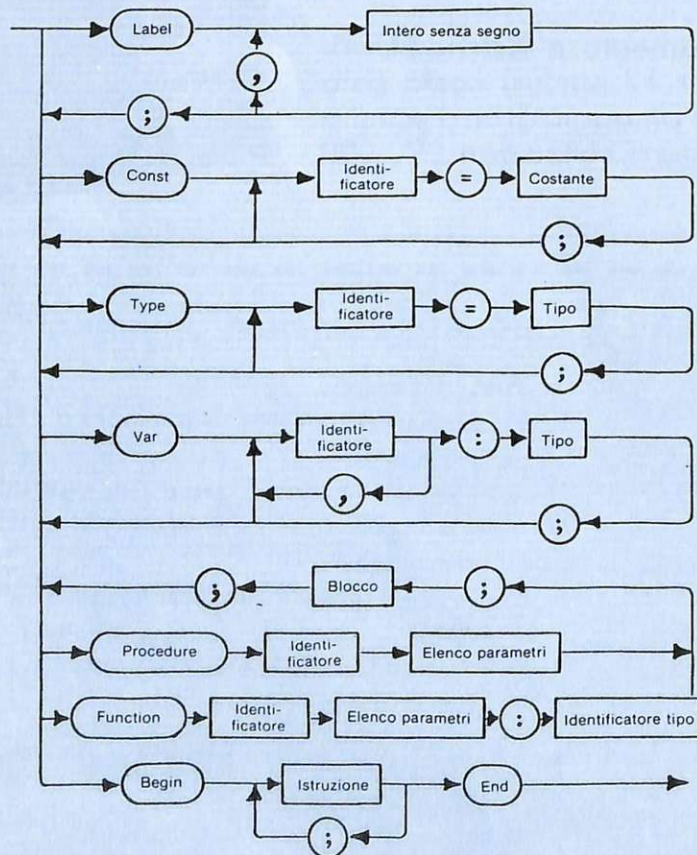 Label
Intero senza segno
,
;
Const
Identi-
ficatore
=
Costante
;
Type
Identi-
ficatore
=
Tipo
;
Var
Identi-
ficatore
:
Tipo
,
;
;
Blocco
;
Procedure
Identi-
ficatore
Elenco parametri
Function
Identi-
ficatore
Elenco parametri
:
Identificatore tipo
Begin
Istruzione
End
;